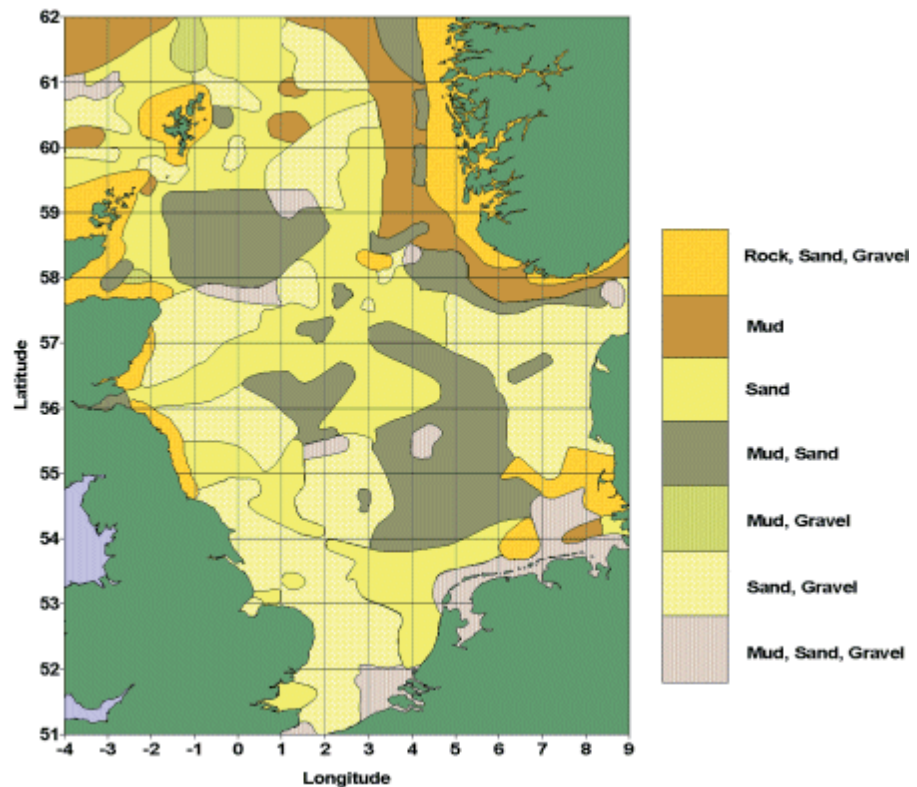 62
61
60
59
58
57
56
55
54
53
52
51
Latitude
-4 -3 -2 -1 0 1 2 3 4 5 6 7 8 9
Longitude
Rock, Sand, Gravel
Mud
Sand
Mud, Sand
Mud, Gravel
Sand, Gravel
Mud, Sand, Gravel